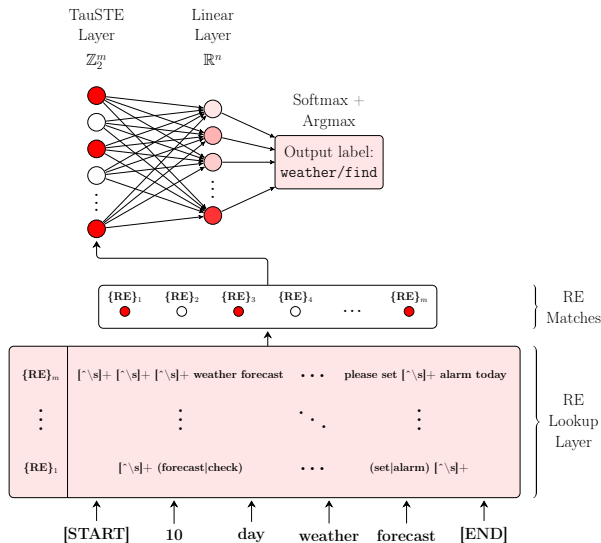 TauSTE
Layer
ℤ₂ᵐ
Linear
Layer
ℝⁿ
Softmax +
Argmax
Output label:
weather/find
{RE}₁ {RE}₂ {RE}₃ {RE}₄ ··· {RE}ₘ
RE
Matches
{RE}ₘ [^\s]+ [^\s]+ [^\s]+ weather forecast ··· please set [^\s]+ alarm today
{RE}₁ [^\s]+ (forecast|check) ··· (set|alarm) [^\s]+
RE
Lookup
Layer
[START] 10 day weather forecast [END]